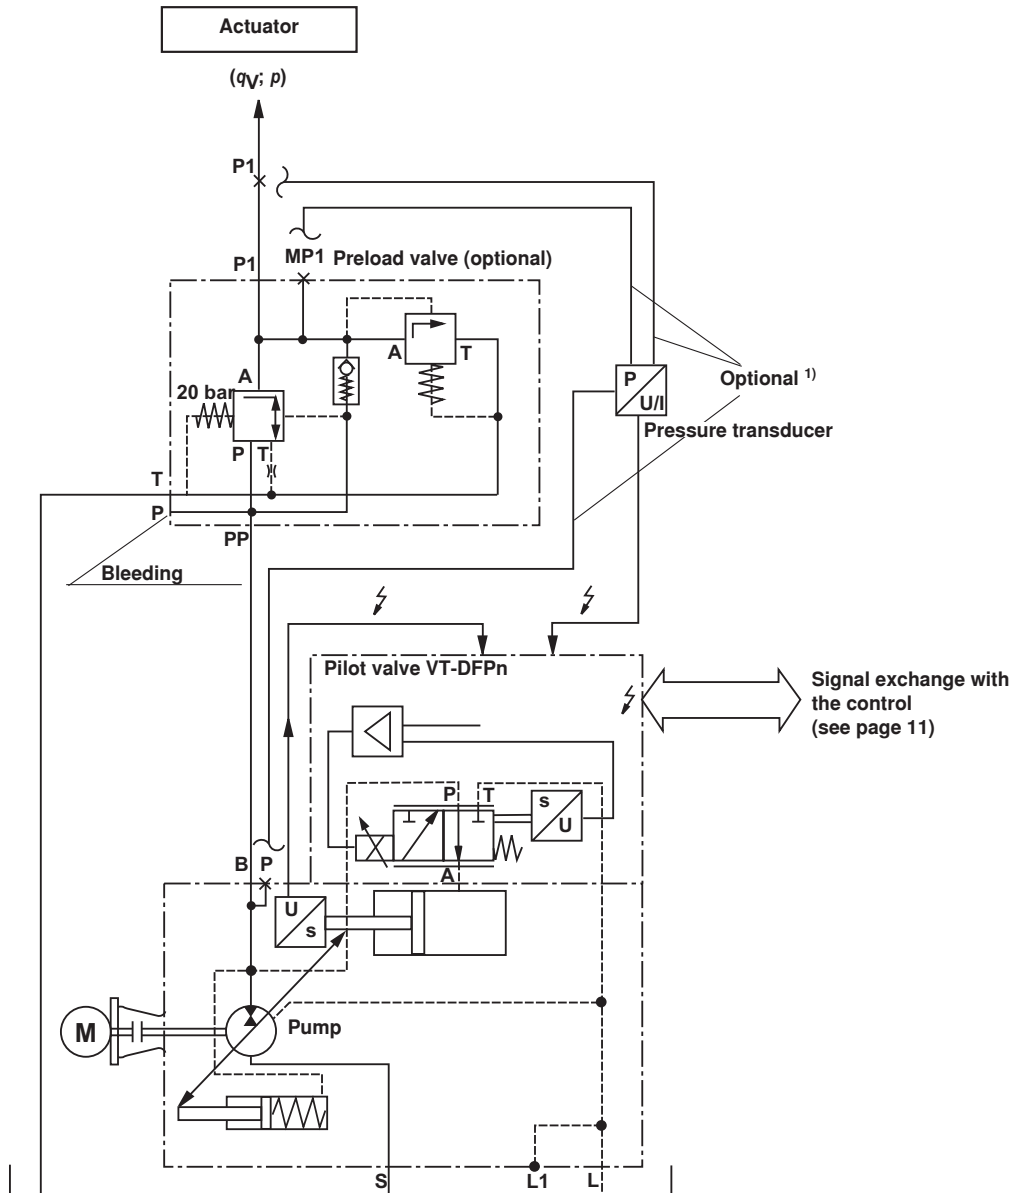 Actuator
(qV; p)
P1
MP1
Preload valve (optional)
P1
A
T
A
20 bar
P
U/I
Optional 1)
Pressure transducer
P T
T
P
PP
Bleeding
Pilot valve VT-DFPn
Signal exchange with
the control
(see page 11)
P
T
s
U
A
B
P
U
s
M
Pump
S
L1
L